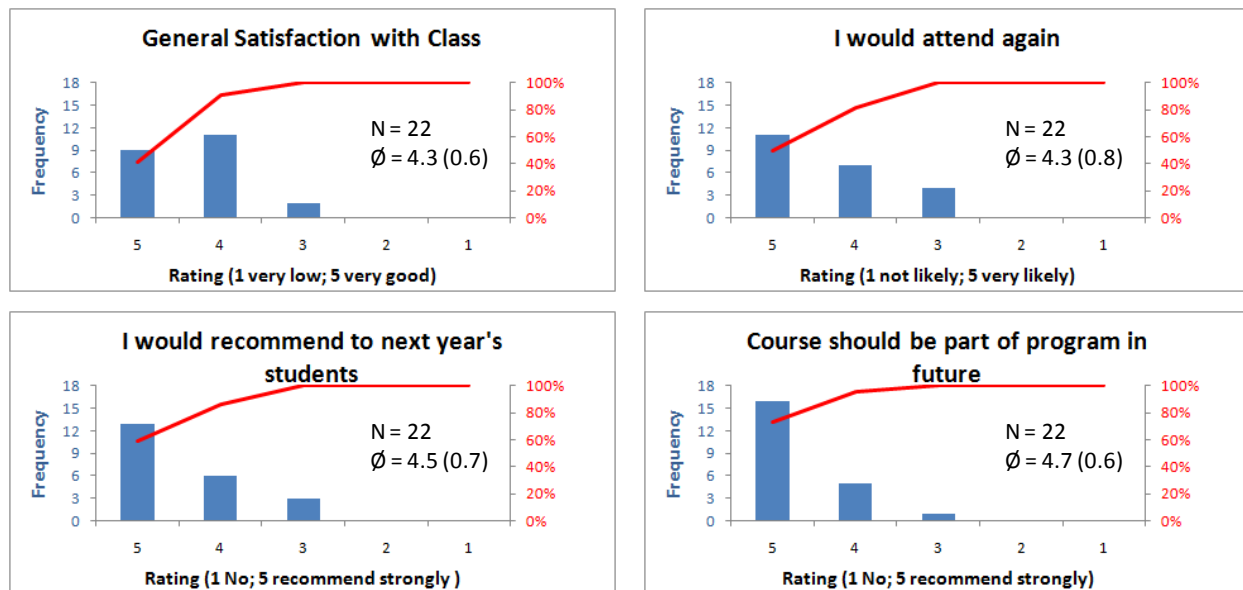 General Satisfaction with Class
Frequency
18
15
12
9
6
3
0
100%
80%
60%
40%
20%
0%
N = 22
Ø = 4.3 (0.6)
5 4 3 2 1
Rating (1 very low; 5 very good)
I would attend again
Frequency
18
15
12
9
6
3
0
100%
80%
60%
40%
20%
0%
N = 22
Ø = 4.3 (0.8)
5 4 3 2 1
Rating (1 not likely; 5 very likely)
I would recommend to next year's
students
Frequency
18
15
12
9
6
3
0
100%
80%
60%
40%
20%
0%
N = 22
Ø = 4.5 (0.7)
5 4 3 2 1
Rating (1 No; 5 recommend strongly )
Course should be part of program in
future
Frequency
18
15
12
9
6
3
0
100%
80%
60%
40%
20%
0%
N = 22
Ø = 4.7 (0.6)
5 4 3 2 1
Rating (1 No; 5 recommend strongly)